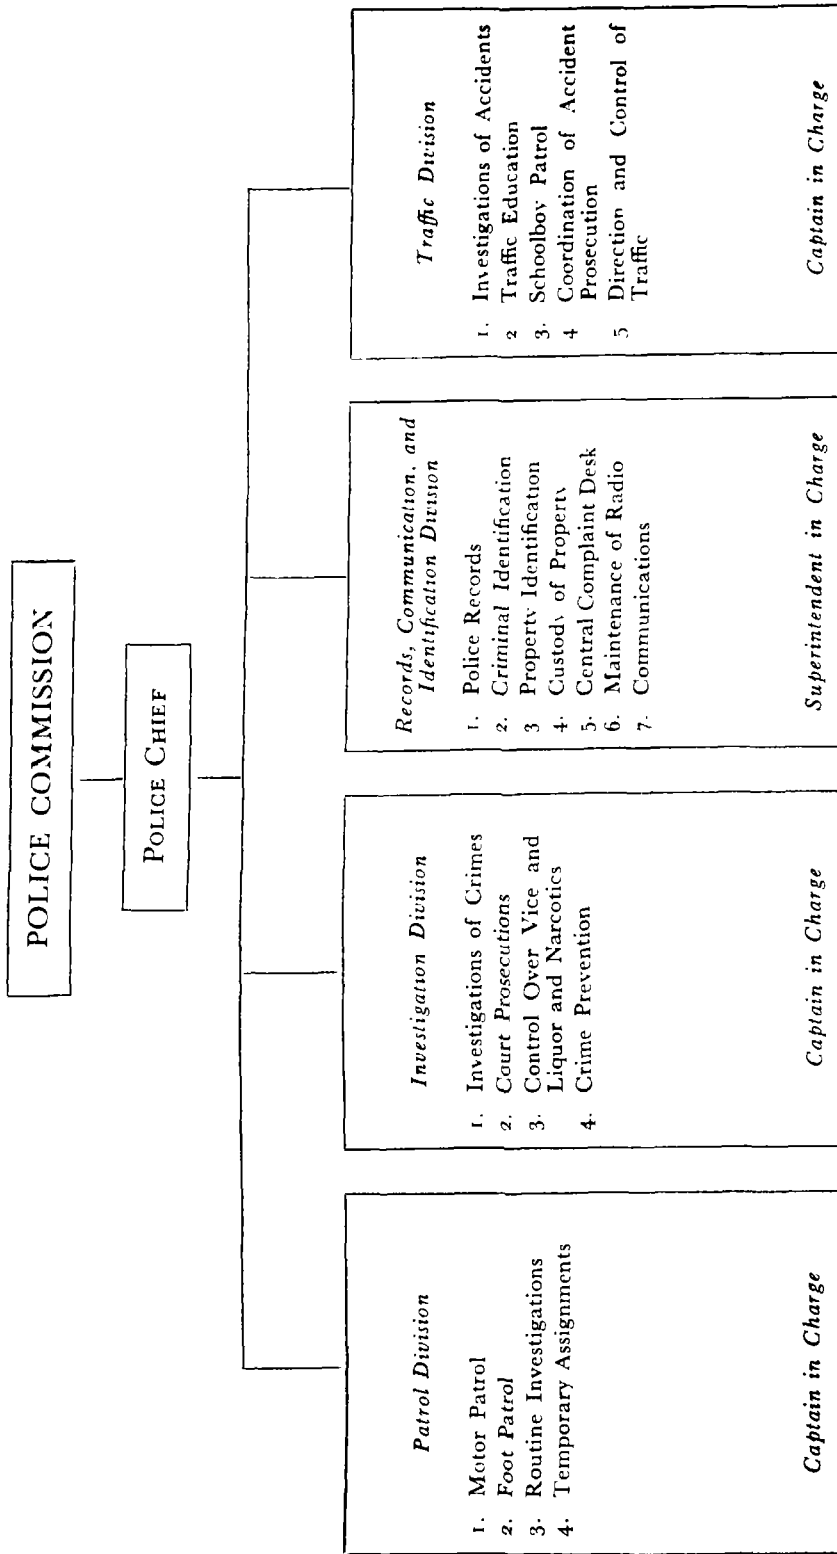 POLICE COMMISSION
POLICE CHIEF
Patrol Division
1. Motor Patrol
2. Foot Patrol
3. Routine Investigations
4. Temporary Assignments
Captain in Charge
Investigation Division
1. Investigations of Crimes
2. Court Prosecutions
3. Control Over Vice and
Liquor and Narcotics
4. Crime Prevention
Captain in Charge
Records, Communication, and
Identification Division
1. Police Records
2. Criminal Identification
3 Property Identification
4. Custody of Property
5. Central Complaint Desk
6. Maintenance of Radio
7. Communications
Superintendent in Charge
Traffic Division
1. Investigations of Accidents
2 Traffic Education
3. Schoolboy Patrol
4 Coordination of Accident
Prosecution
5 Direction and Control of
Traffic
Captain in Charge